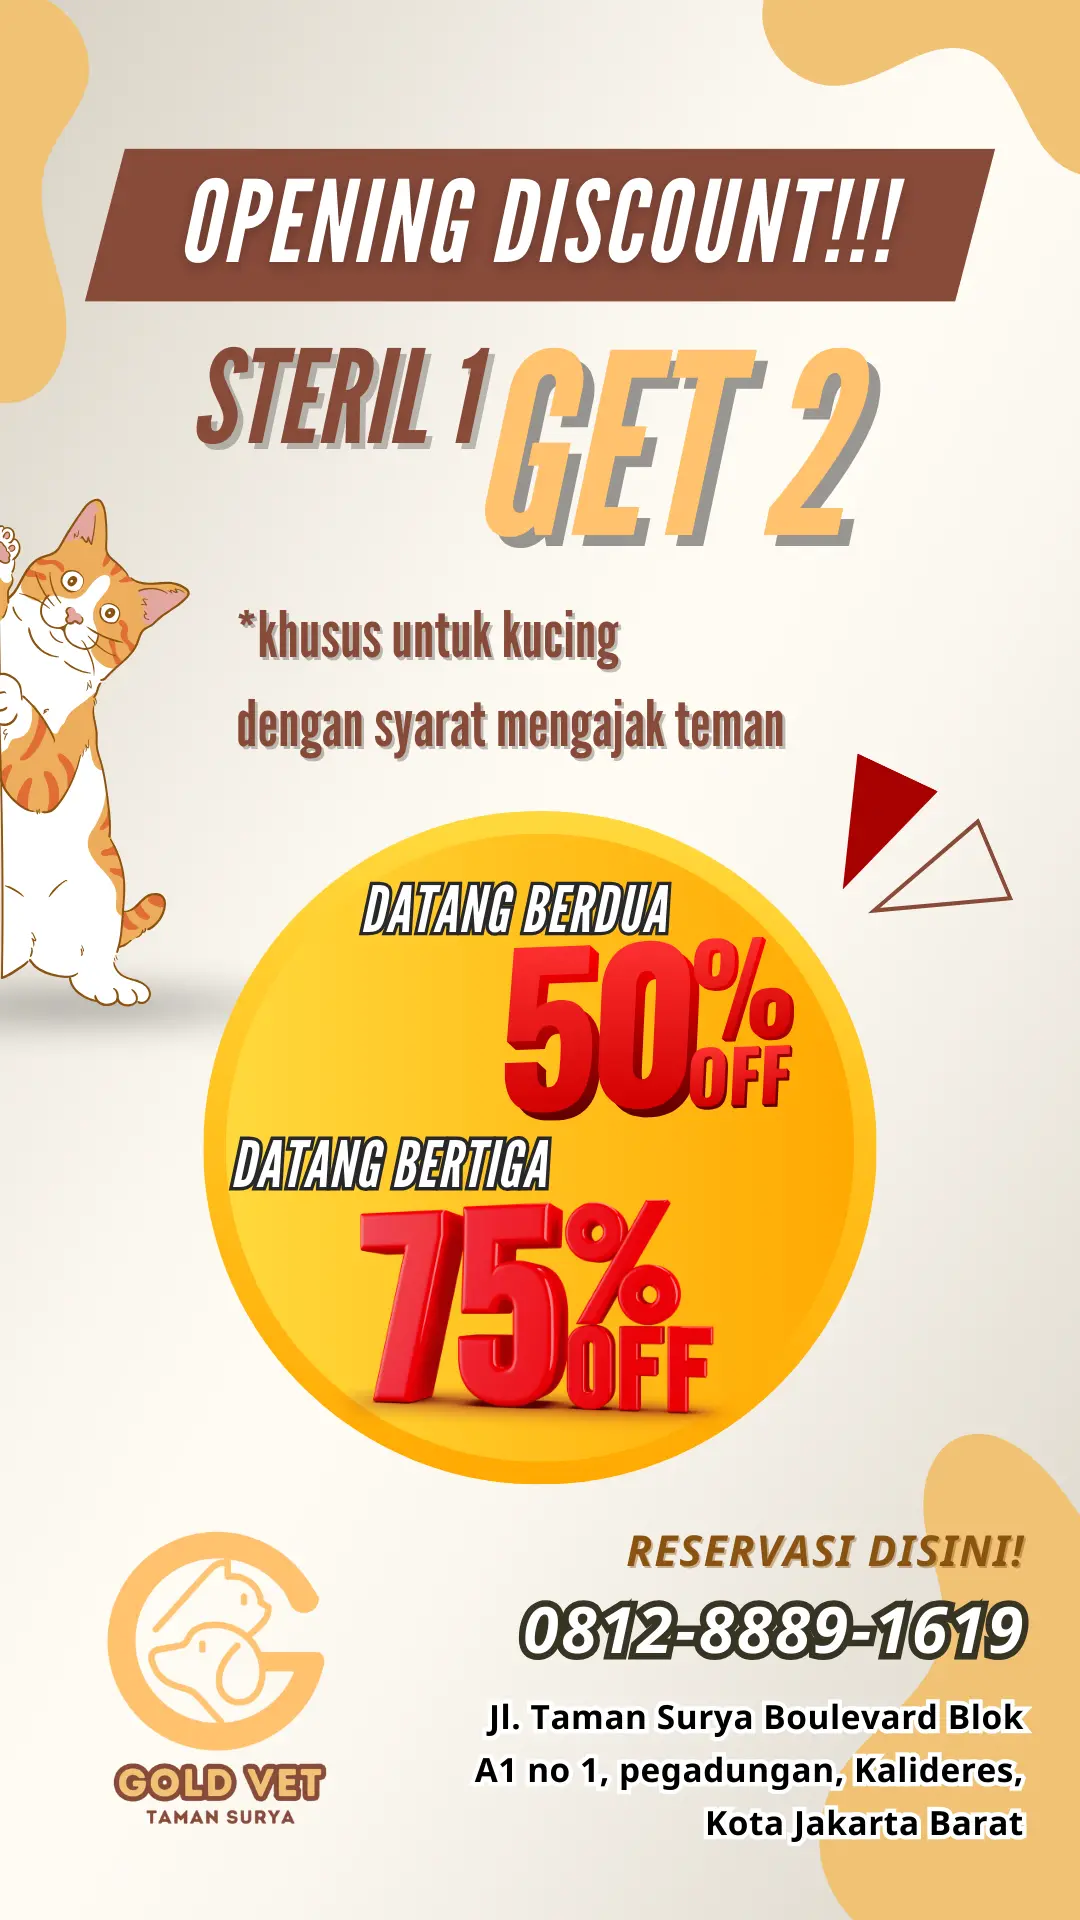 OPENING DISCOUNT!!!
STERIL 1 GET 2
*khusus untuk kucing
dengan syarat mengajak teman
DATANG BERDUA
50%
OFF
DATANG BERTIGA
75%
OFF
RESERVASI DISINI!
0812-8889-1619
Jl. Taman Surya Boulevard Blok
A1 no 1, pegadungan, Kalideres,
Kota Jakarta Barat
GOLD VET
TAMAN SURYA